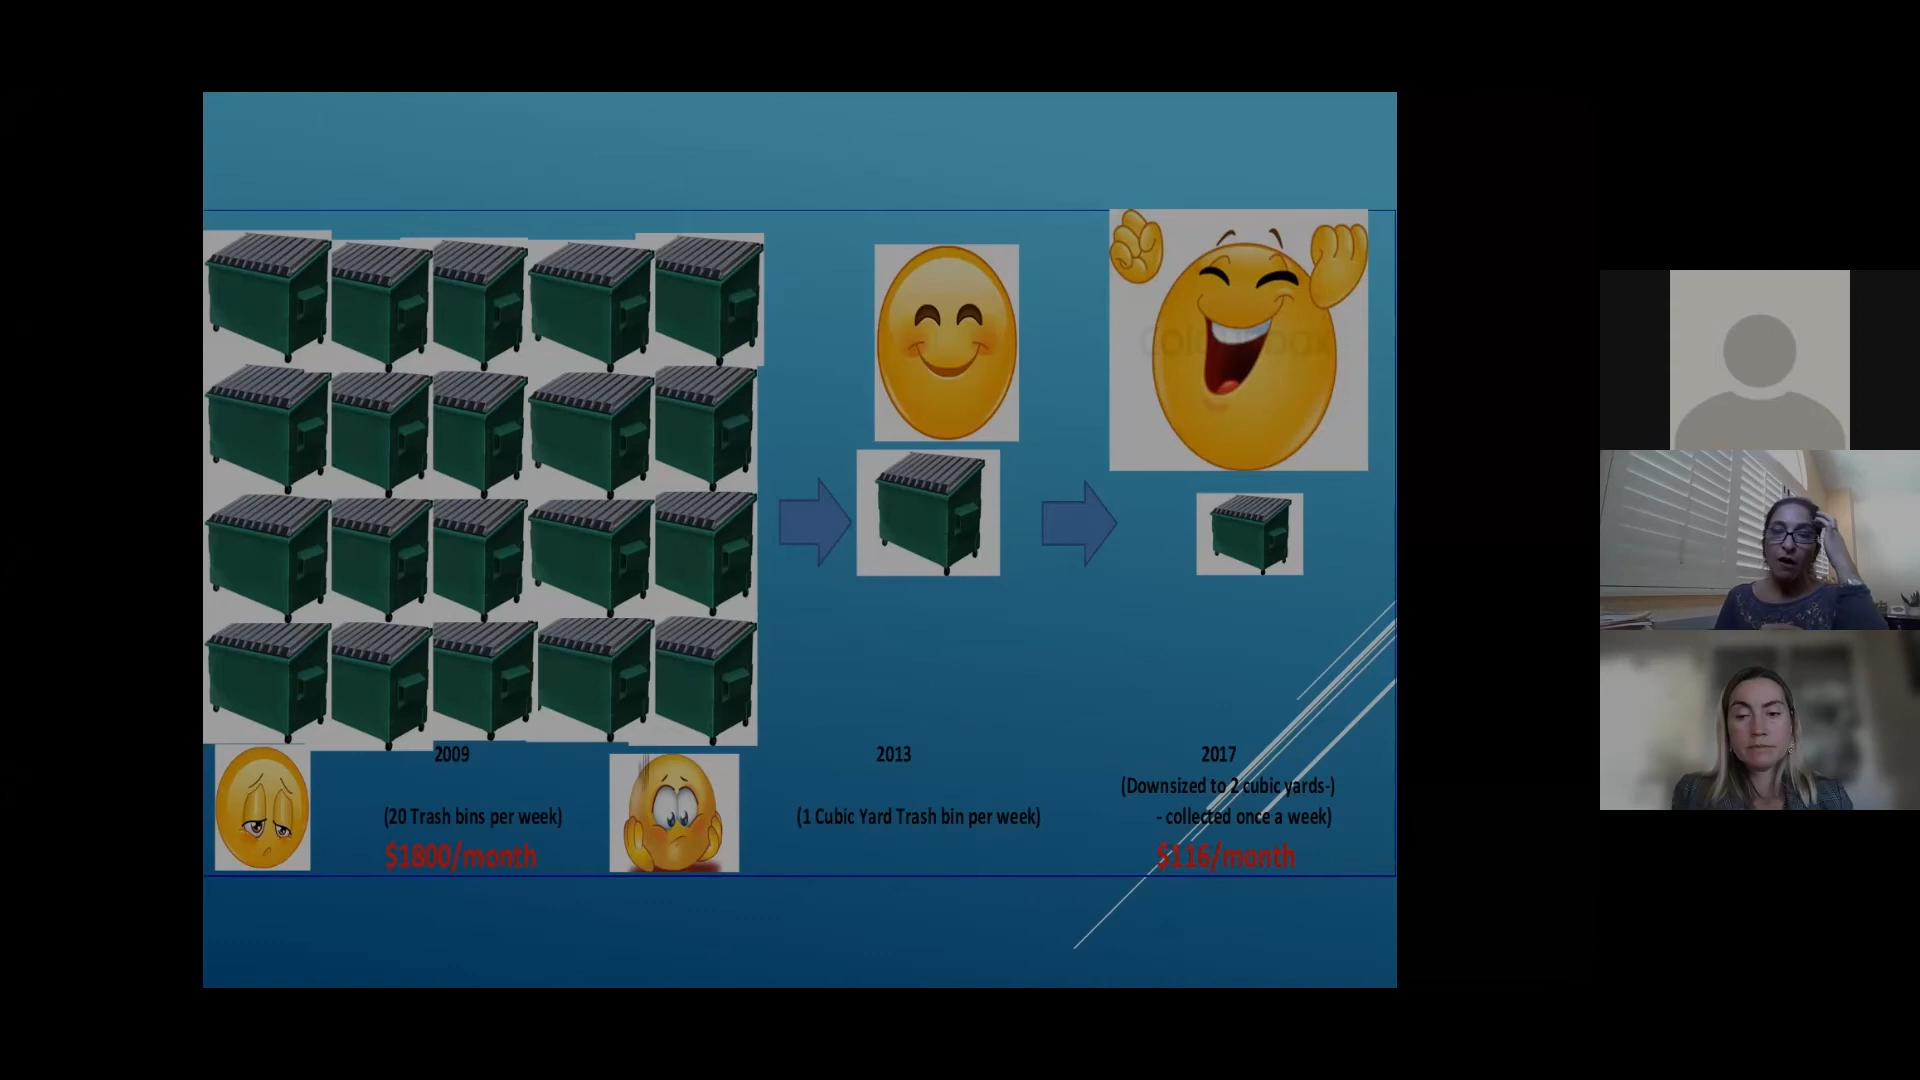 2009
(20 Trash bins per week)
$1800/month
2013
(1 Cubic Yard Trash bin per week)
2017
(Downsized to 2 cubic yards-)
- collected once a week)
$116/month